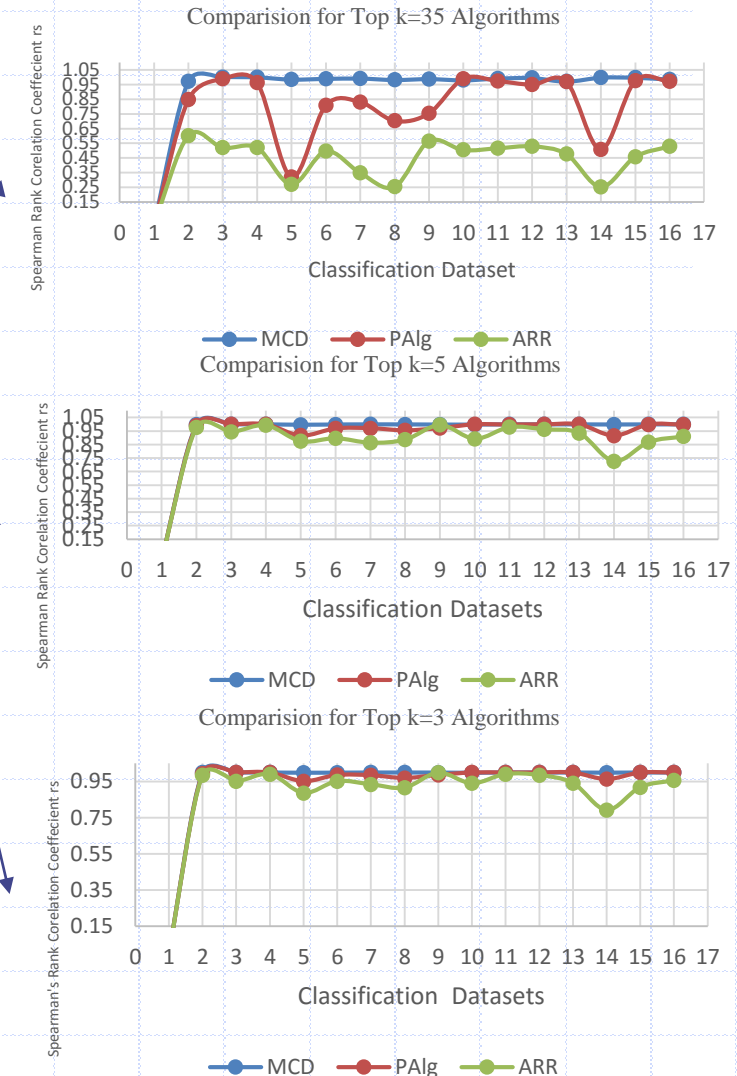 Comparision for Top k=35 Algorithms
Spearman Rank Corelation Coeffecient rs
1.05
0.95
0.85
0.75
0.65
0.55
0.45
0.35
0.25
0.15
0 1 2 3 4 5 6 7 8 9 10 11 12 13 14 15 16 17
Classification Dataset
MCD PAlg ARR
Comparision for Top k=5 Algorithms
Spearman Rank Corelation Coeffecient rs
1.05
0.95
0.85
0.75
0.65
0.55
0.45
0.35
0.25
0.15
0 1 2 3 4 5 6 7 8 9 10 11 12 13 14 15 16 17
Classification Datasets
MCD PAlg ARR
Comparision for Top k=3 Algorithms
Spearman's Rank Corelation Coeffecient rs
0.95
0.75
0.55
0.35
0.15
0 1 2 3 4 5 6 7 8 9 10 11 12 13 14 15 16 17
Classification Datasets
MCD PAlg ARR